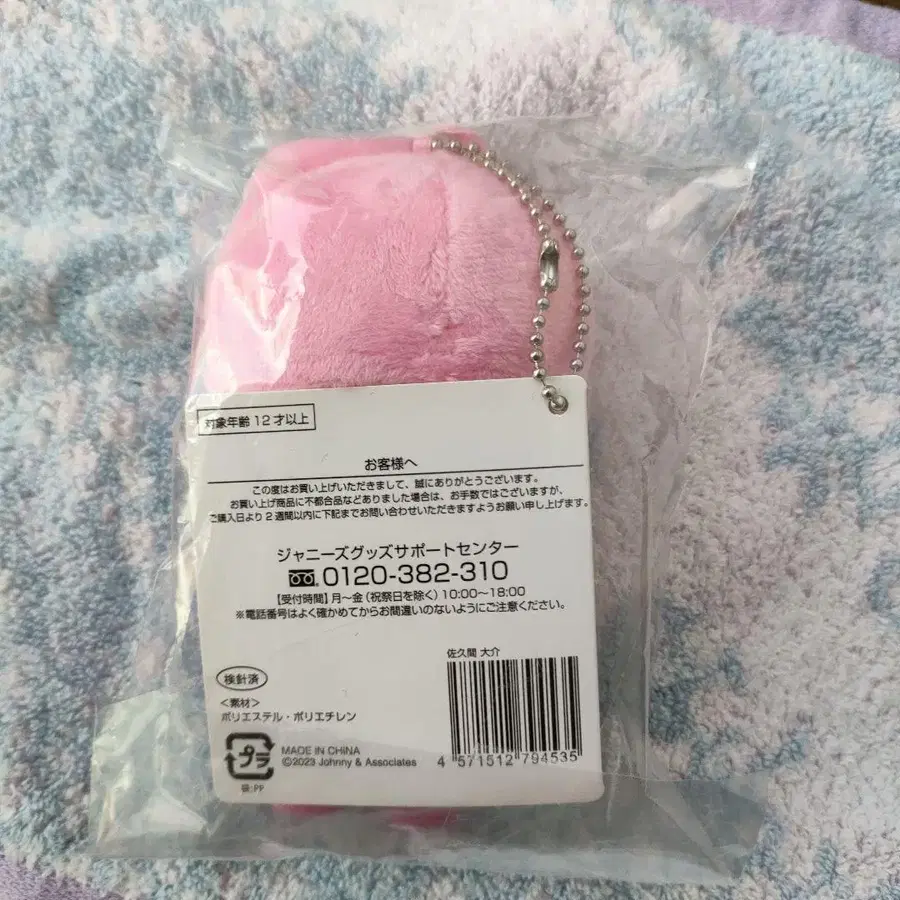 対象年齢12才以上
お客様へ
この度はお買い上げいただきまして、誠にありがとうございます。
お買い上げ商品に不都合品などありました場合は、お手数ではございますが、
ご購入日より2週間以内に下記までお問い合わせいただきますようお願い申し上げます。
ジャニーズグッズサポートセンター
0120-382-310
【受付時間】月～金(祝祭日を除く)10:00～18:00
※電話番号はよく確かめてからお間違いのないようにご注意ください。
佐久間 大介
検針済
<素材>
ポリエステル・ポリエチレン
プラ
MADE IN CHINA
©2023 Johnny & Associates
4 571512 794535
袋:PP